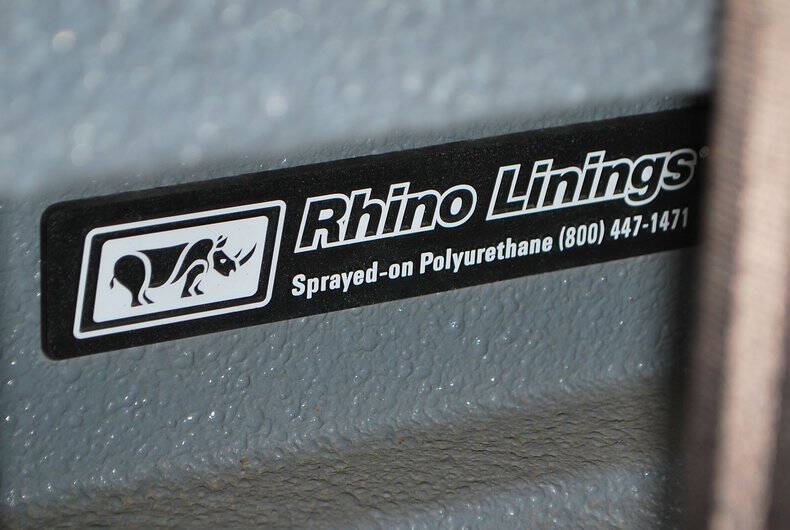 Rhino Linings
Sprayed-on Polyurethane (800) 447-1471